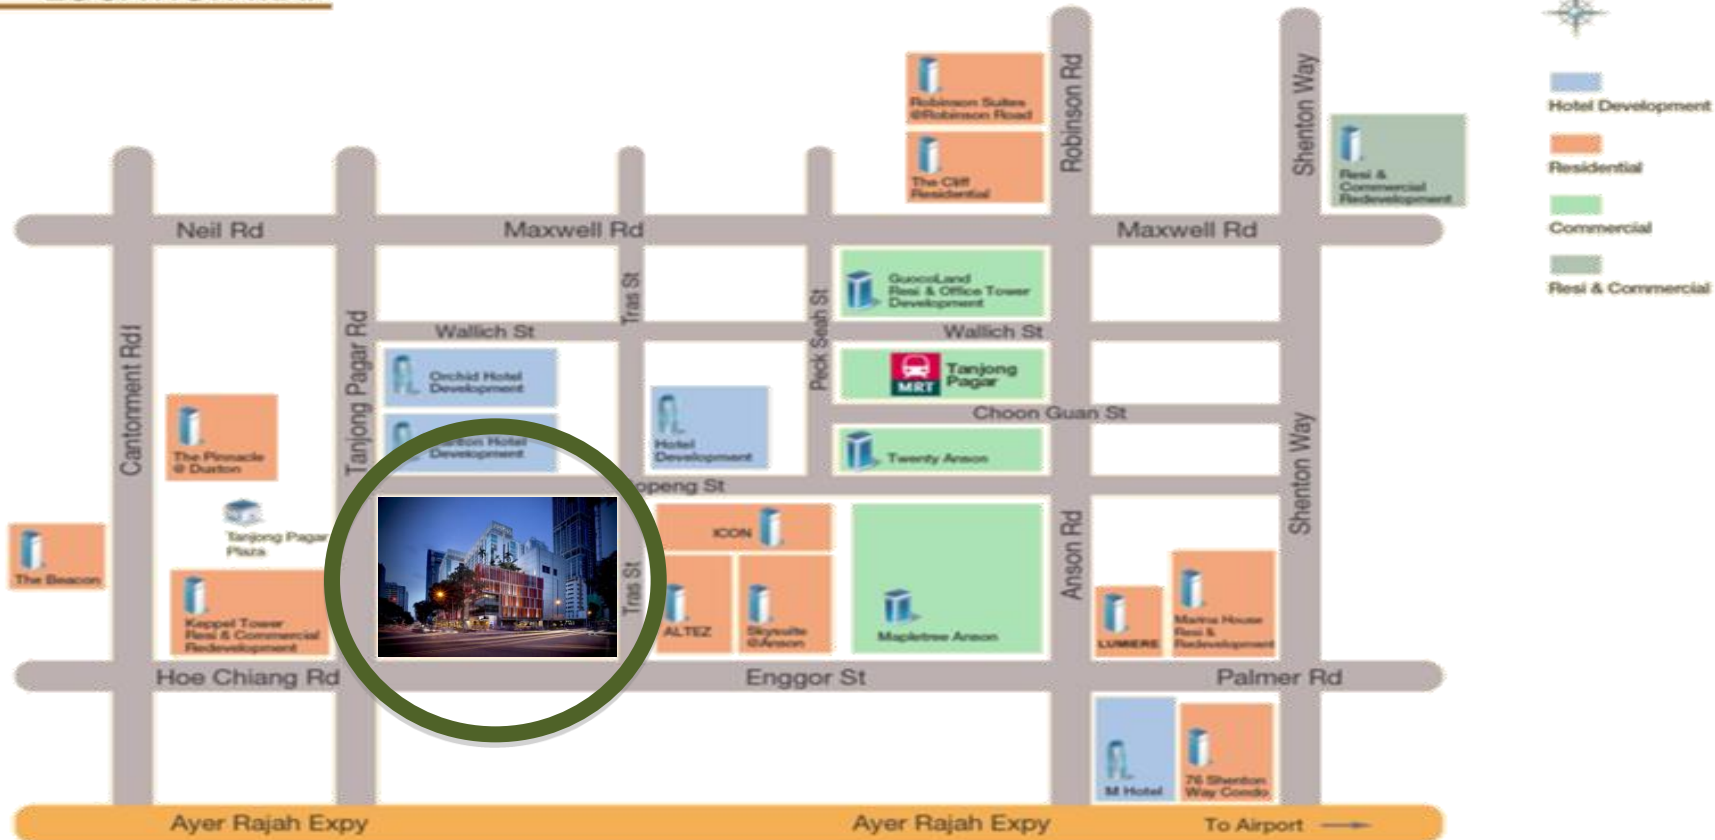 Robinson Rd
Shenton Way
Hotel Development
Residential
Commercial
Resi & Commercial
Robinson Suites
@Robinson Road
The Cliff
Residential
Resi &
Commercial
Redevelopment
Neil Rd
Maxwell Rd
Maxwell Rd
Tras St
Peck Seah St
GuocoLand
Resi & Office Tower
Development
Wallich St
Wallich St
Cantonment Rd
Tanjong Pagar Rd
Orchid Hotel
Development
MRT
Tanjong
Pagar
Choon Guan St
Hotel
Development
Development
Twenty Anson
Shenton Way
The Pinnacle
@ Duxton
openg St
Tanjong Pagar
Plaza
The Beacon
Keppel Tower
Resi & Commercial
Redevelopment
Tras St
ICON
ALTEZ
Skysuite
@Anson
Mapletree Anson
Anson Rd
LUMIERE
Marina House
Resi &
Redevelopment
Hoe Chiang Rd
Enggor St
Palmer Rd
M Hotel
76 Shenton
Way Condo
Ayer Rajah Expy
Ayer Rajah Expy
To Airport